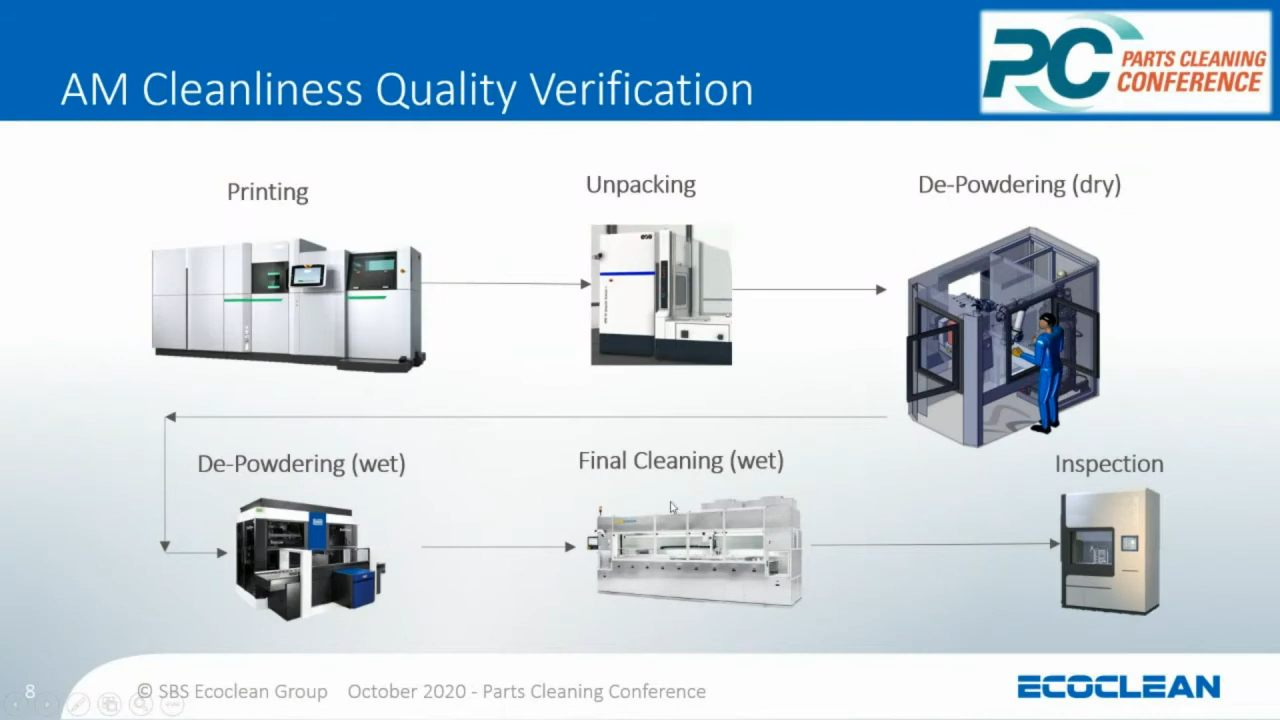 AM Cleanliness Quality Verification
PC PARTS CLEANING
CONFERENCE
Printing
Unpacking
De-Powdering (dry)
De-Powdering (wet)
Final Cleaning (wet)
Inspection
8
© SBS Ecoclean Group October 2020 - Parts Cleaning Conference
ECOCLEAN